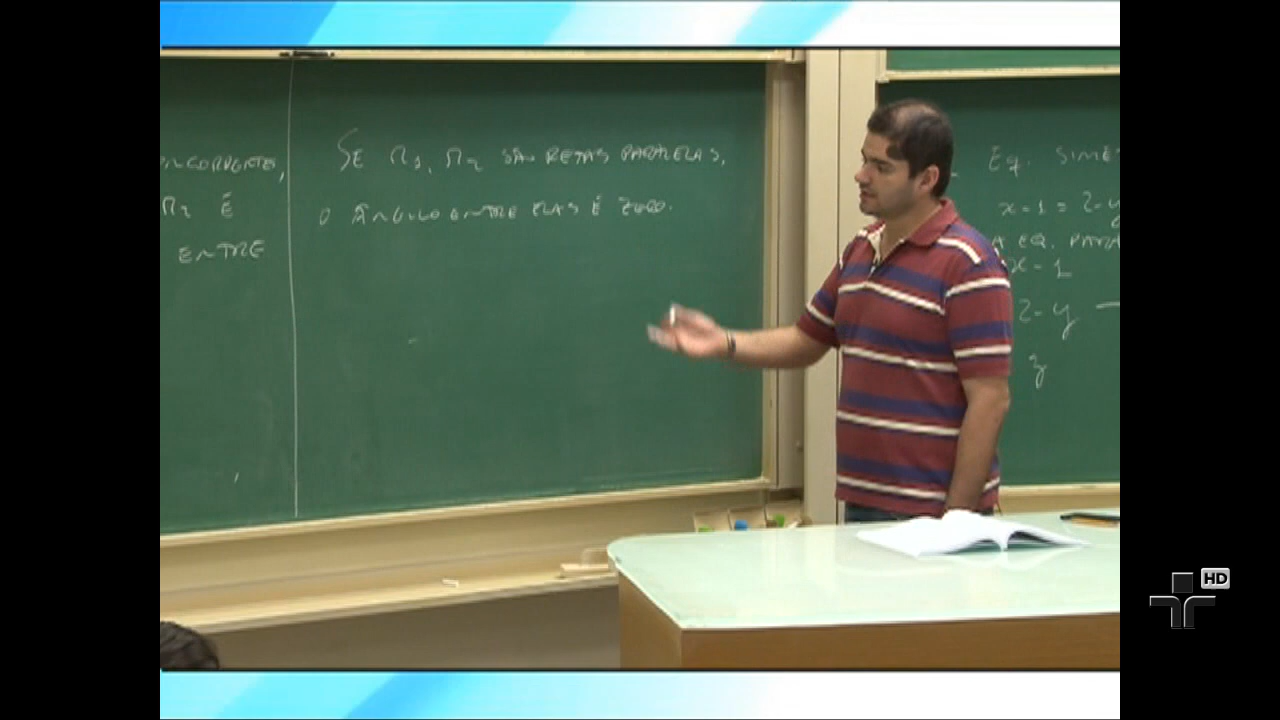 CONCORRENTES,
r₂ É
ENTRE
SE r₁, r₂ SÃO RETAS PARALELAS,
O ÂNGULO ENTRE ELAS É ZERO.
EQ. SIMÉ
x-1 = 2-y
A EQ. PARA
x-1
2-y
z
HD